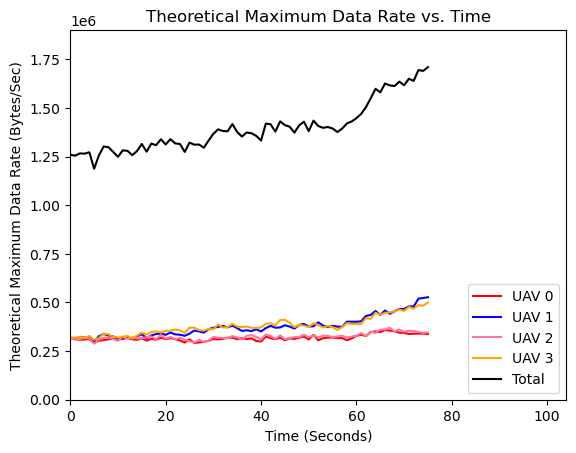 Theoretical Maximum Data Rate vs. Time
1e6
Theoretical Maximum Data Rate (Bytes/Sec)
1.75
1.50
1.25
1.00
0.75
0.50
0.25
0.00
0 20 40 60 80 100
Time (Seconds)
UAV 0
UAV 1
UAV 2
UAV 3
Total